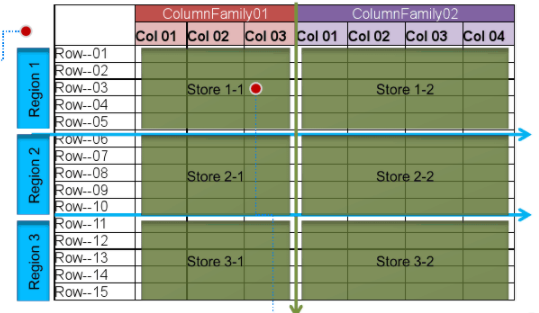 ColumnFamily01 ColumnFamily02
Col 01 Col 02 Col 03 Col 01 Col 02 Col 03 Col 04
Region 1
Row--01
Row--02
Row--03
Store 1-1 Store 1-2
Row--04
Row--05
Region 2
Row--06
Row--07
Row--08
Store 2-1 Store 2-2
Row--09
Row--10
Region 3
Row--11
Row--12
Row--13
Store 3-1 Store 3-2
Row--14
Row--15